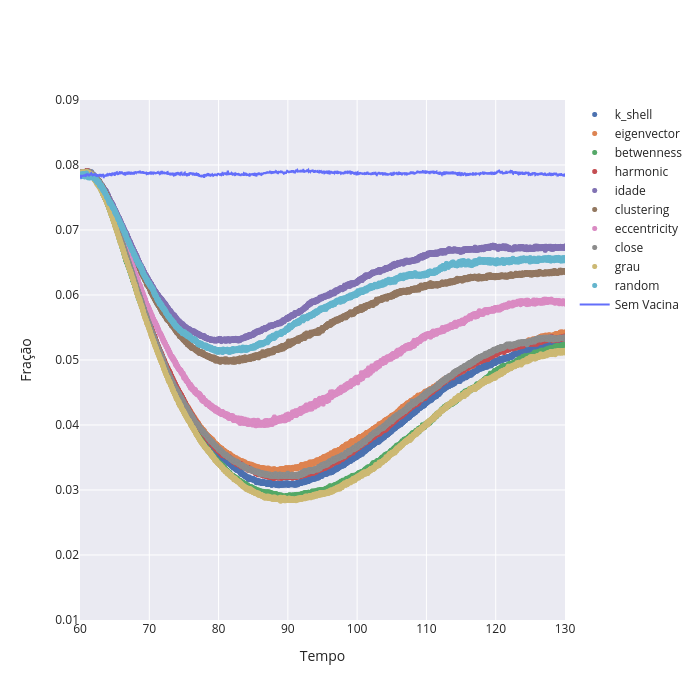 0.09
0.08
0.07
0.06
0.05
0.04
0.03
0.02
0.01
Fração
60 70 80 90 100 110 120 130
Tempo
k_shell
eigenvector
betwenness
harmonic
idade
clustering
eccentricity
close
grau
random
Sem Vacina